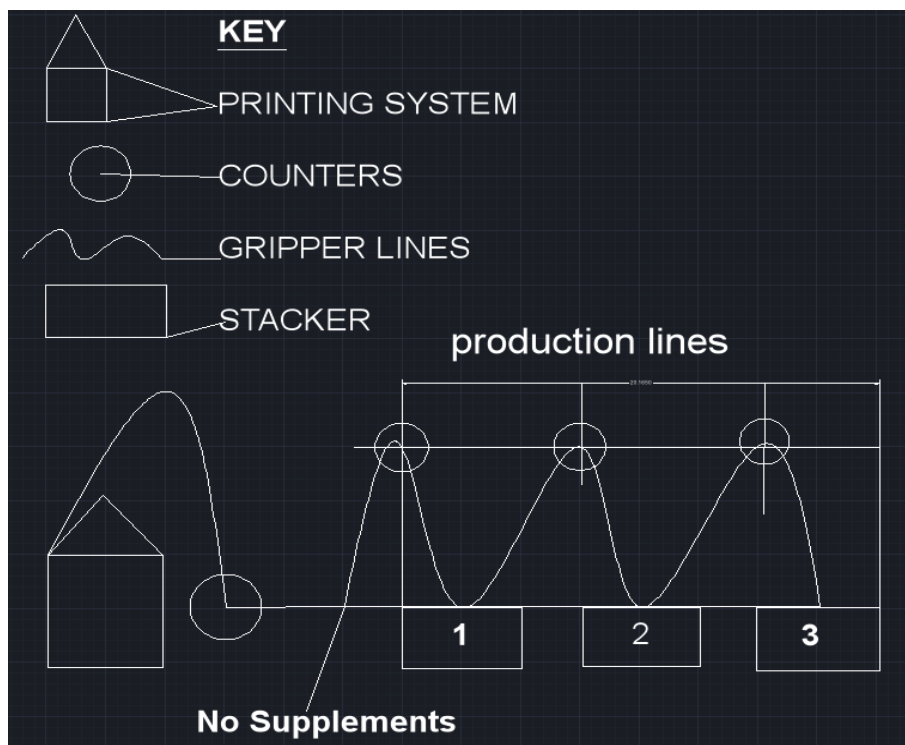 KEY
PRINTING SYSTEM
COUNTERS
GRIPPER LINES
STACKER
production lines
1
2
3
No Supplements